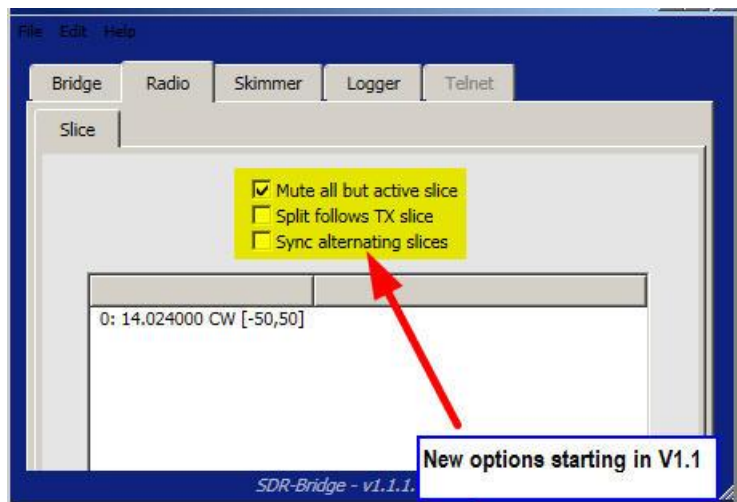 File Edit Help
Bridge Radio Skimmer Logger Telnet
Slice
Mute all but active slice
Split follows TX slice
Sync alternating slices
0: 14.024000 CW [-50,50]
New options starting in V1.1
SDR-Bridge - v1.1.1.